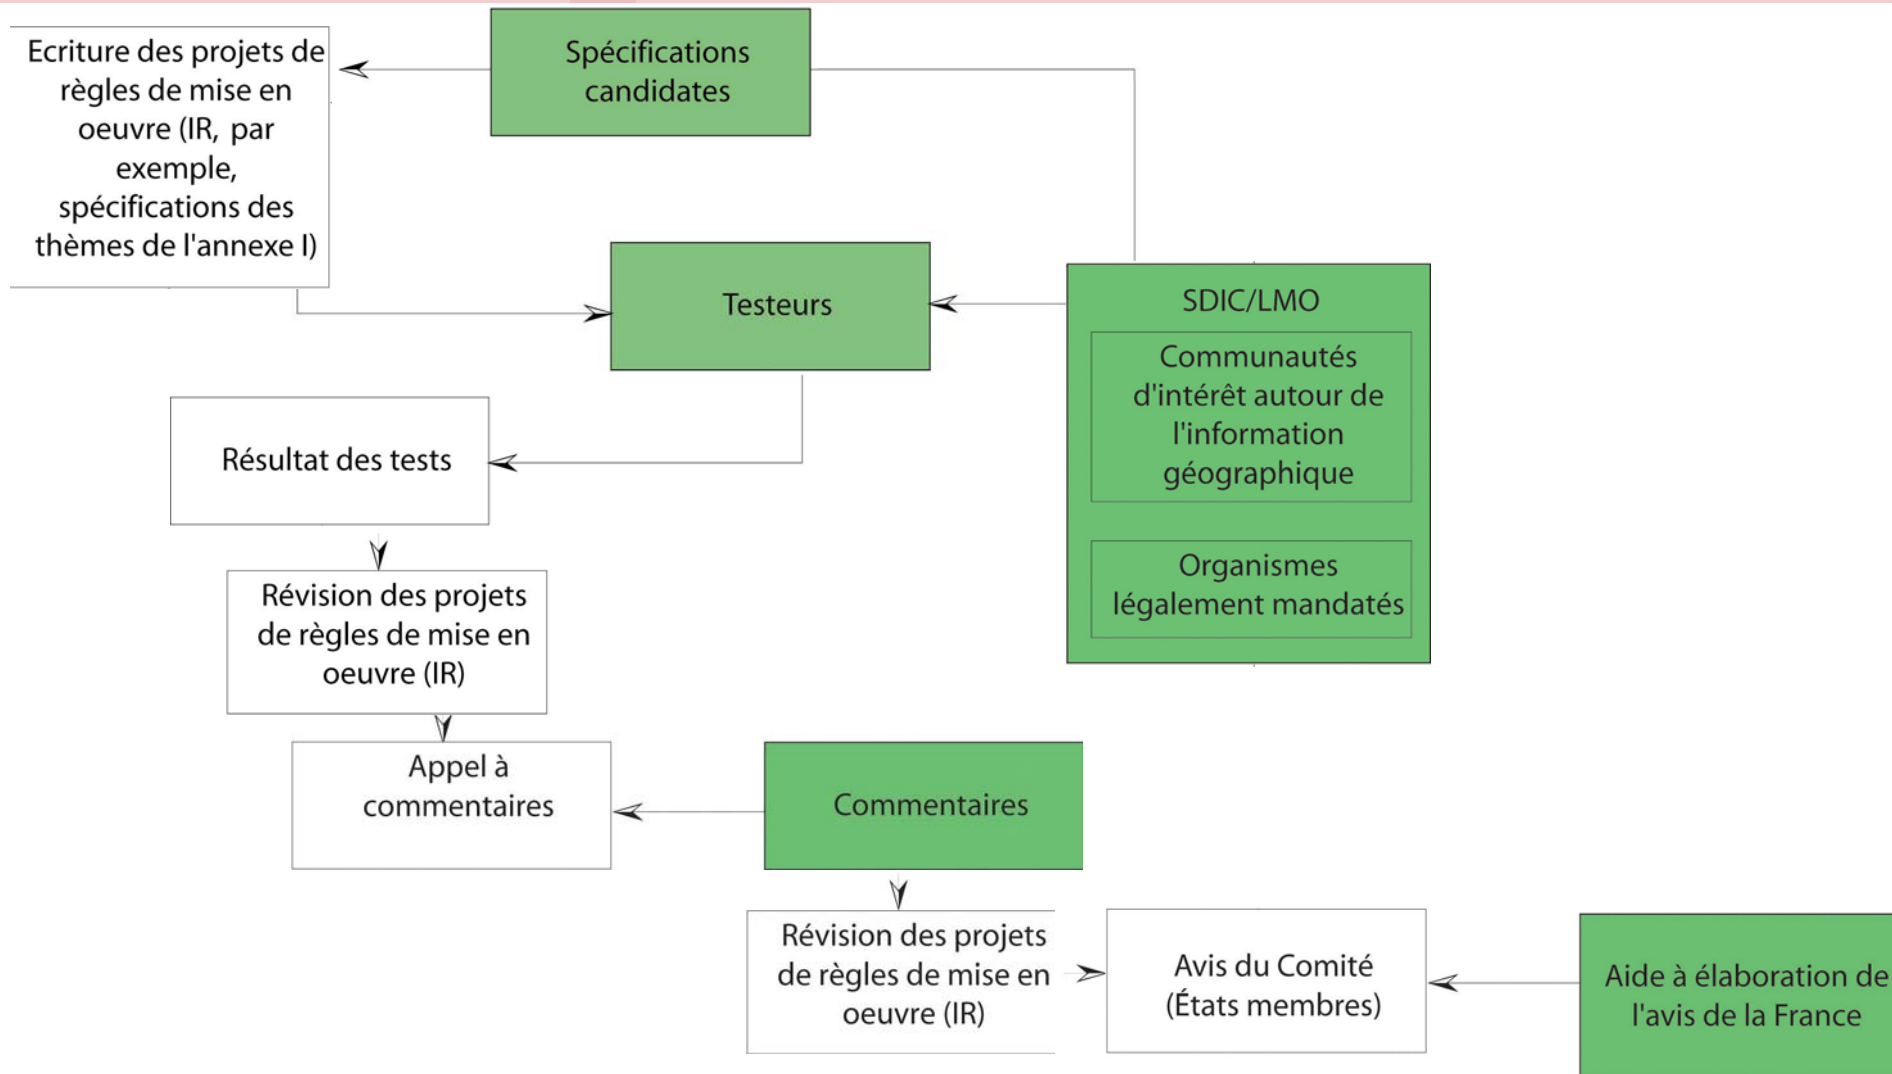 Ecriture des projets de
règles de mise en
oeuvre (IR, par
exemple,
spécifications des
thèmes de l'annexe I)
Spécifications
candidates
Testeurs
SDIC/LMO
Communautés
d'intérêt autour de
l'information
géographique
Organismes
légalement mandatés
Résultat des tests
Révision des projets
de règles de mise en
oeuvre (IR)
Appel à
commentaires
Commentaires
Révision des projets
de règles de mise en
oeuvre (IR)
Avis du Comité
(États membres)
Aide à élaboration de
l'avis de la France